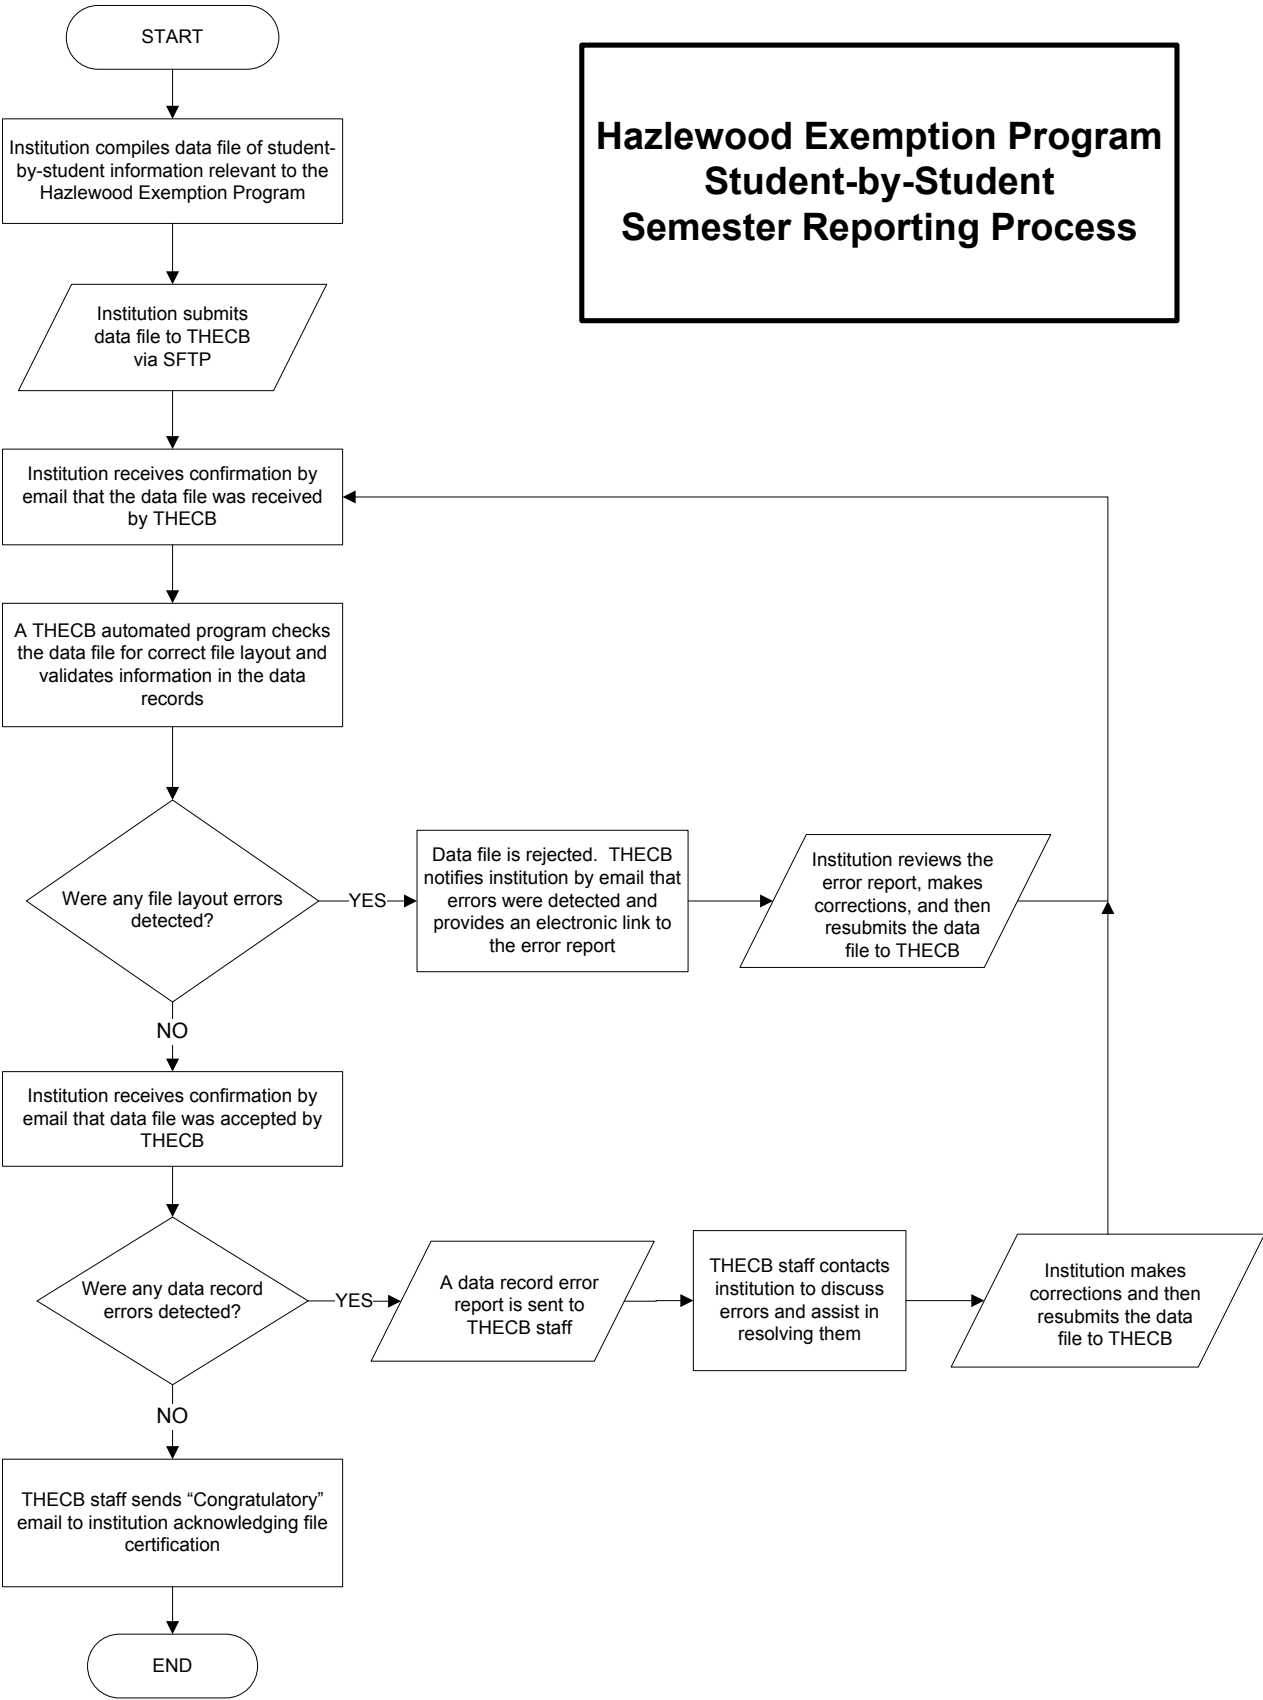 START
Hazlewood Exemption Program
Student-by-Student
Semester Reporting Process
Institution compiles data file of student-
by-student information relevant to the
Hazlewood Exemption Program
Institution submits
data file to THECB
via SFTP
Institution receives confirmation by
email that the data file was received
by THECB
A THECB automated program checks
the data file for correct file layout and
validates information in the data
records
Were any file layout errors
detected?
YES
Data file is rejected.  THECB
notifies institution by email that
errors were detected and
provides an electronic link to
the error report
Institution reviews the
error report, makes
corrections, and then
resubmits the data
file to THECB
NO
Institution receives confirmation by
email that data file was accepted by
THECB
Were any data record
errors detected?
YES
A data record error
report is sent to
THECB staff
THECB staff contacts
institution to discuss
errors and assist in
resolving them
Institution makes
corrections and then
resubmits the data
file to THECB
NO
THECB staff sends “Congratulatory”
email to institution acknowledging file
certification
END